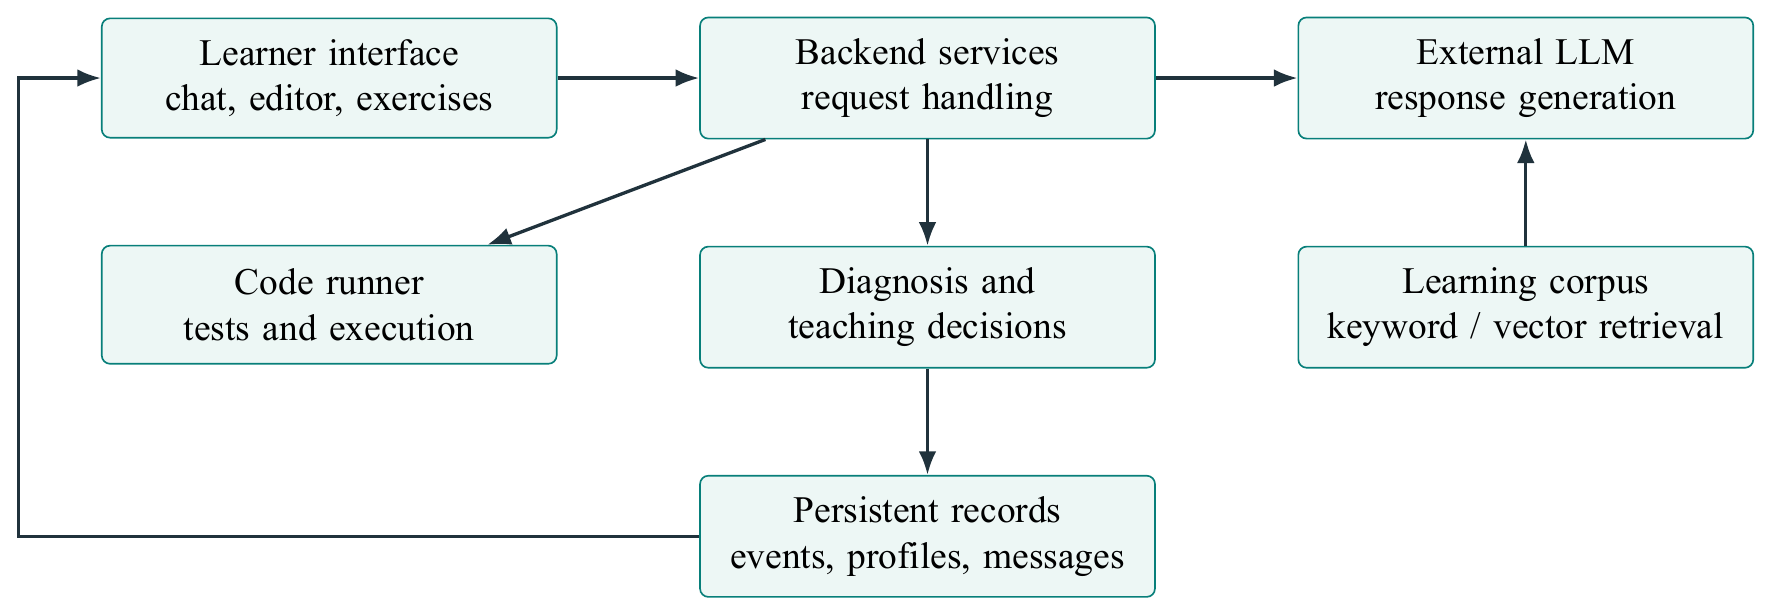 Learner interface
chat, editor, exercises
Backend services
request handling
External LLM
response generation
Code runner
tests and execution
Diagnosis and
teaching decisions
Learning corpus
keyword / vector retrieval
Persistent records
events, profiles, messages